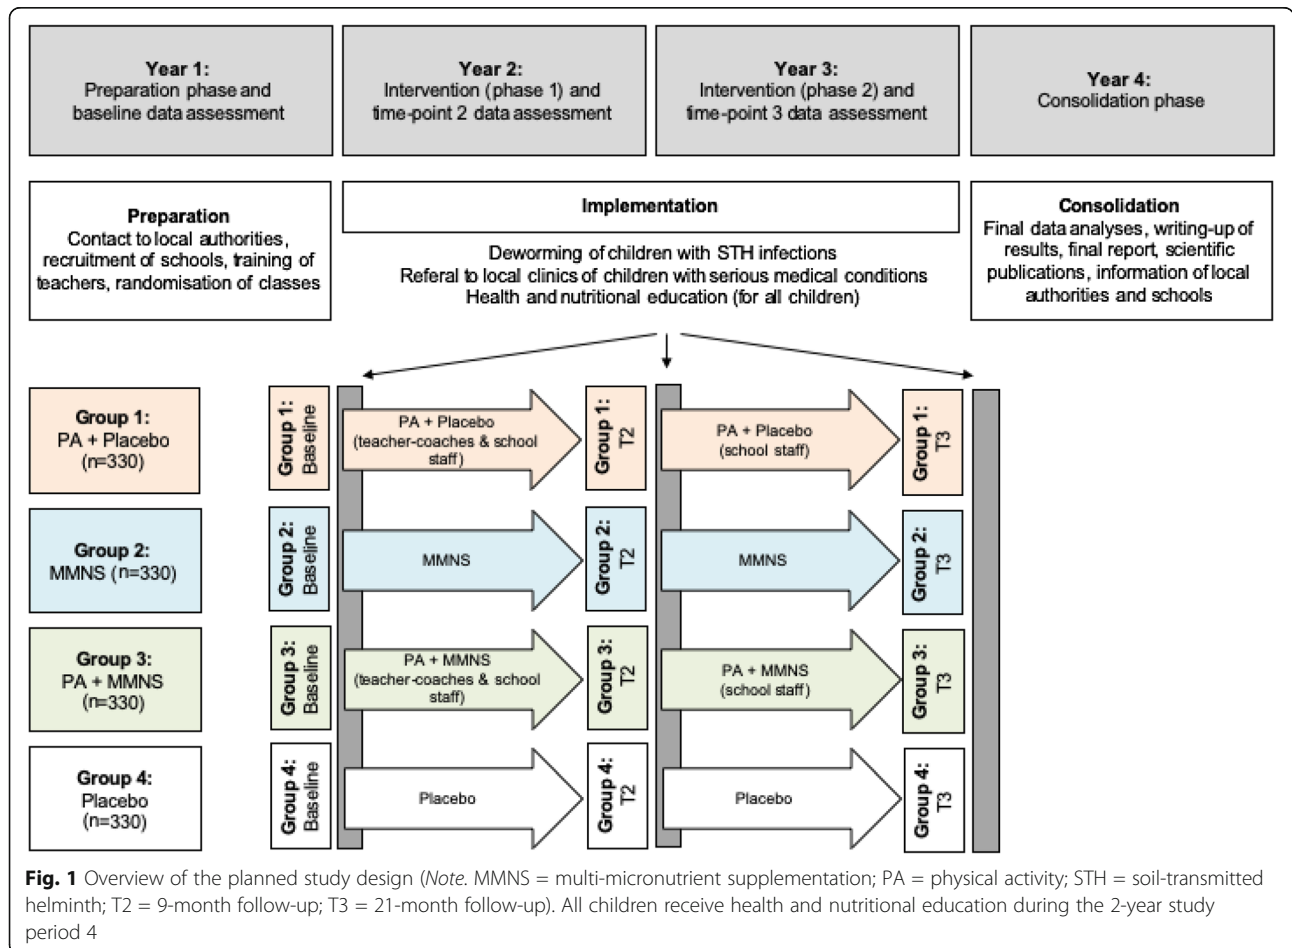 Year 1:
Preparation phase and
baseline data assessment
Year 2:
Intervention (phase 1) and
time-point 2 data assessment
Year 3:
Intervention (phase 2) and
time-point 3 data assessment
Year 4:
Consolidation phase
Preparation
Contact to local authorities,
recruitment of schools, training of
teachers, randomisation of classes
Implementation
Deworming of children with STH infections
Referal to local clinics of children with serious medical conditions
Health and nutritional education (for all children)
Consolidation
Final data analyses, writing-up of
results, final report, scientific
publications, information of local
authorities and schools
Group 1:
PA + Placebo
(n=330)
Group 1:
Baseline
PA + Placebo
(teacher-coaches & school
staff)
Group 1:
T2
PA + Placebo
(school staff)
Group 1:
T3
Group 2:
MMNS (n=330)
Group 2:
Baseline
MMNS
Group 2:
T2
MMNS
Group 2:
T3
Group 3:
PA + MMNS
(n=330)
Group 3:
Baseline
PA + MMNS
(teacher-coaches & school
staff)
Group 3:
T2
PA + MMNS
(school staff)
Group 3:
T3
Group 4:
Placebo
(n=330)
Group 4:
Baseline
Placebo
Group 4:
T2
Placebo
Group 4:
T3
Fig. 1 Overview of the planned study design (Note. MMNS = multi-micronutrient supplementation; PA = physical activity; STH = soil-transmitted
helminth; T2 = 9-month follow-up; T3 = 21-month follow-up). All children receive health and nutritional education during the 2-year study
period 4